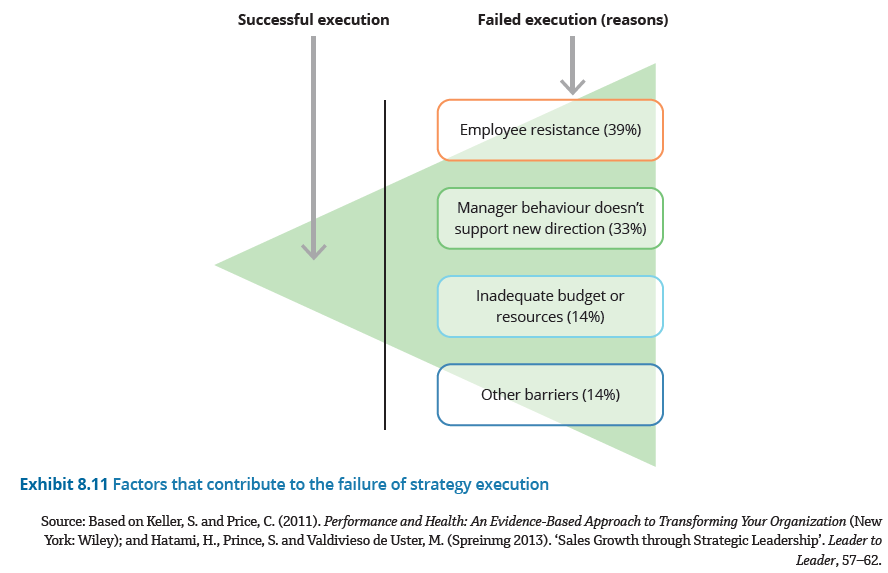 Successful execution
Failed execution (reasons)
Employee resistance (39%)
Manager behaviour doesn’t
support new direction (33%)
Inadequate budget or
resources (14%)
Other barriers (14%)
Exhibit 8.11 Factors that contribute to the failure of strategy execution
Source: Based on Keller, S. and Price, C. (2011). Performance and Health: An Evidence-Based Approach to Transforming Your Organization (New
York: Wiley); and Hatami, H., Prince, S. and Valdivieso de Uster, M. (Spreinmg 2013). ‘Sales Growth through Strategic Leadership’. Leader to
Leader, 57–62.